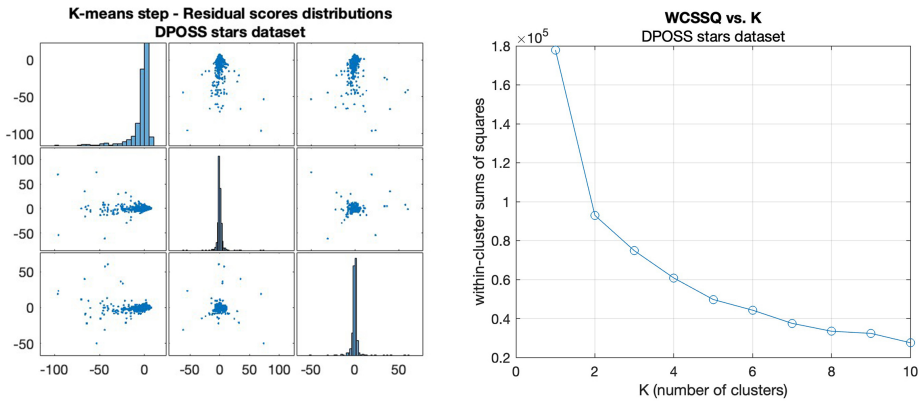 K-means step - Residual scores distributions
DPOSS stars dataset
0
-50
-100
100
50
0
-50
50
0
-50
-100 -50 0
-50 0 50 100
-50 0 50
WCSSQ vs. K
DPOSS stars dataset
×10⁵
1.8
1.6
1.4
1.2
1
0.8
0.6
0.4
0.2
within-cluster sums of squares
0 2 4 6 8 10
K (number of clusters)